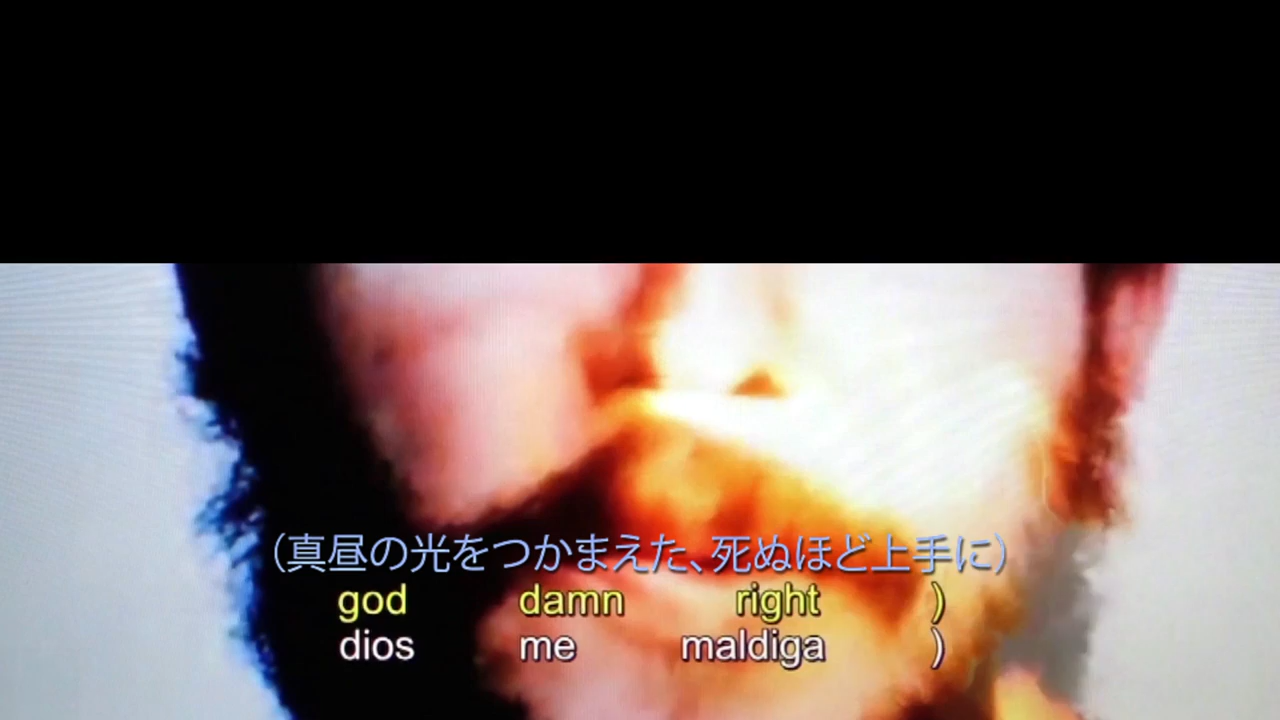 （真昼の光をつかまえた、死ぬほど上手に）
god damn right )
dios me maldiga )